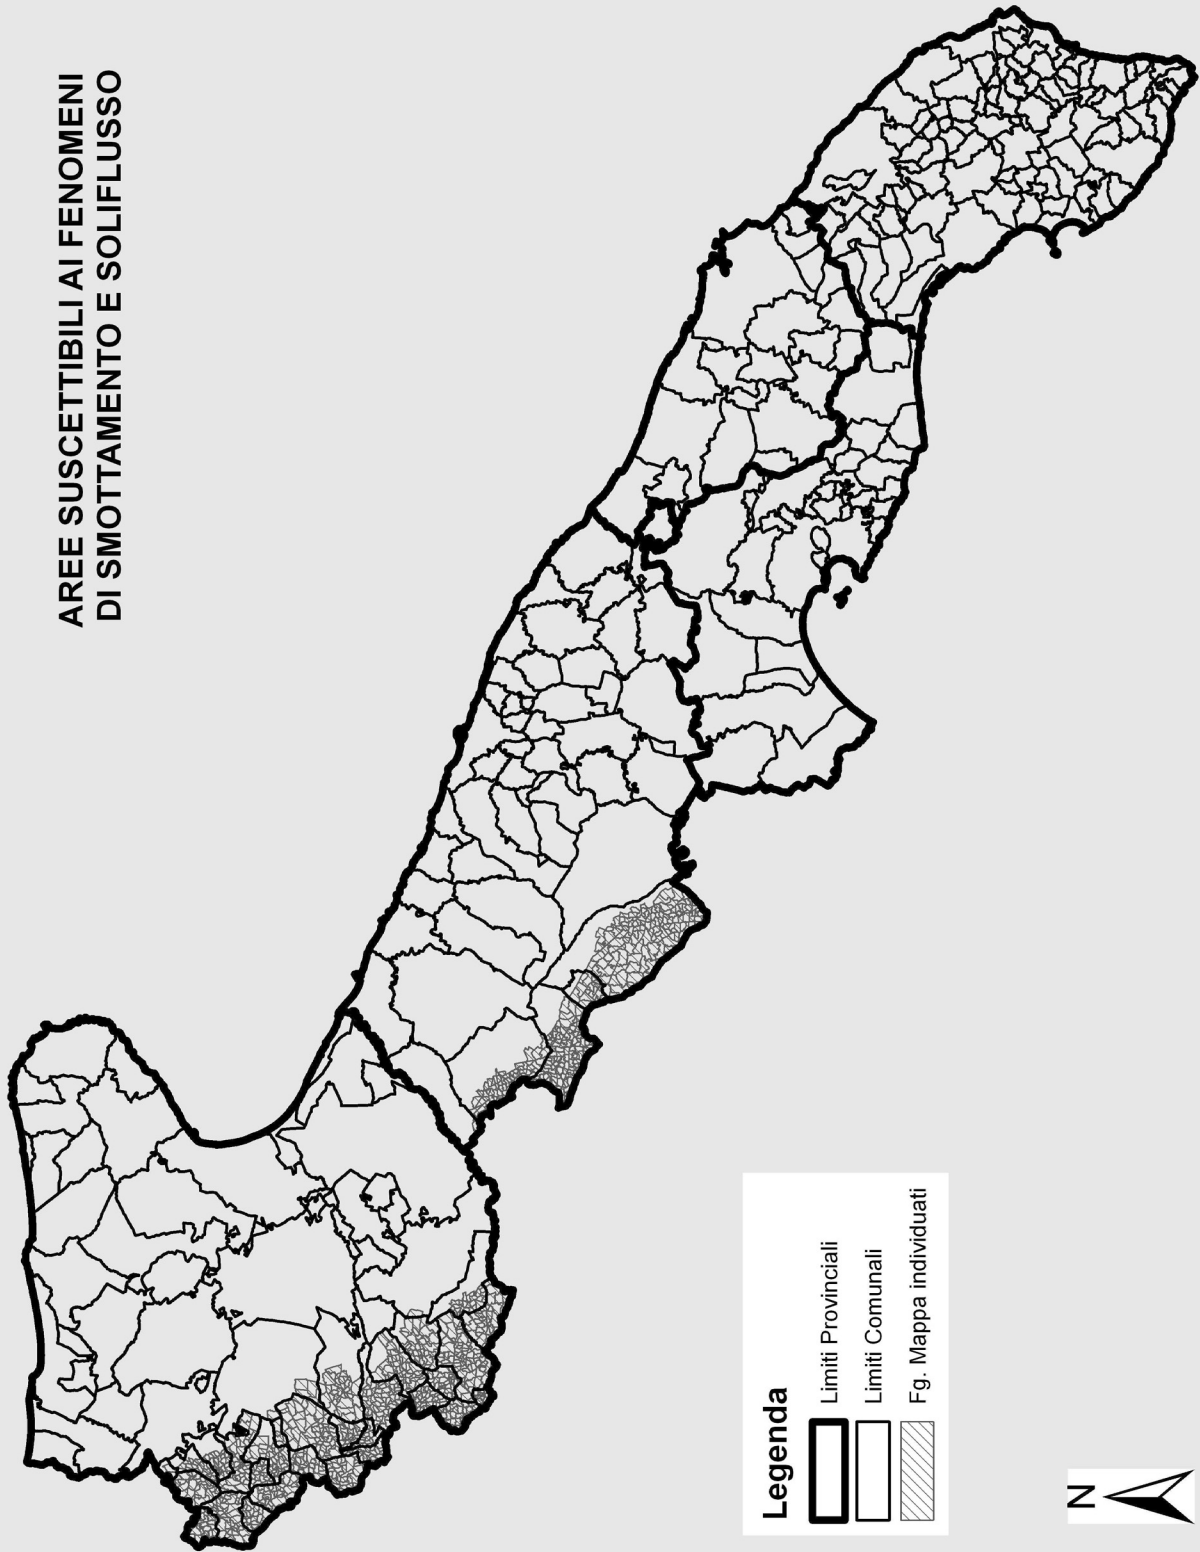 AREE SUSCETTIBILI AI FENOMENI
DI SMOTTAMENTO E SOLIFLUSSO
Legenda
Limiti Provinciali
Limiti Comunali
Fg. Mappa individuati
N